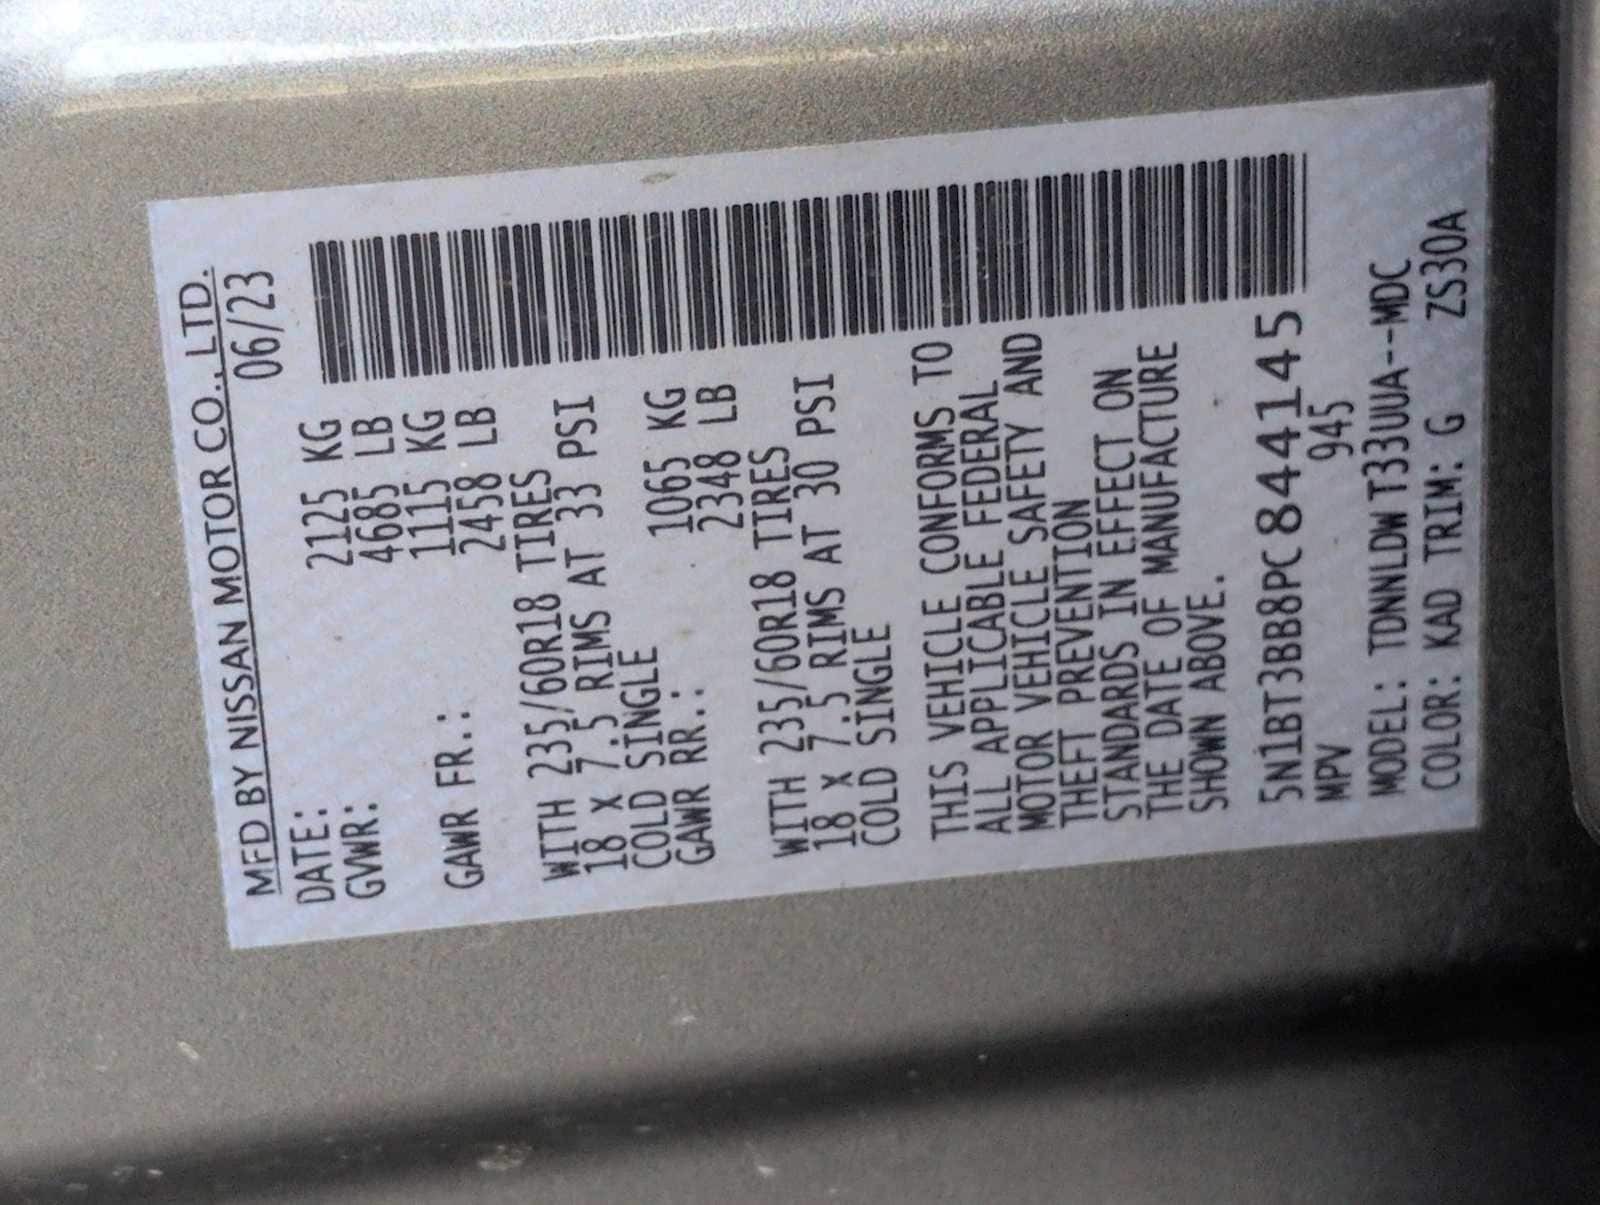 MFD BY NISSAN MOTOR CO., LTD.
DATE: 06/23
GVWR: 2125 KG
4685 LB
GAWR FR.: 1115 KG
2458 LB
WITH 235/60R18 TIRES
18 X 7.5 RIMS AT 33 PSI
COLD SINGLE
GAWR RR.: 1065 KG
2348 LB
WITH 235/60R18 TIRES
18 X 7.5 RIMS AT 30 PSI
COLD SINGLE
THIS VEHICLE CONFORMS TO
ALL APPLICABLE FEDERAL
MOTOR VEHICLE SAFETY AND
THEFT PREVENTION
STANDARDS IN EFFECT ON
THE DATE OF MANUFACTURE
SHOWN ABOVE.
5N1BT3BB8PC844145
MPV 945
MODEL: TDNNLDW T33UUA--MDC
COLOR: KAD TRIM: G ZS30A